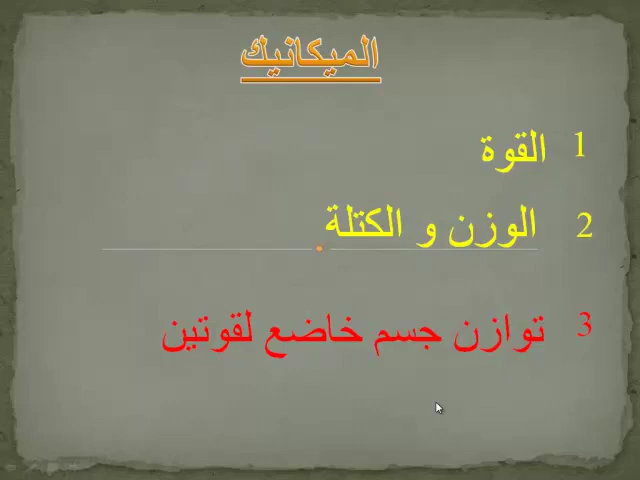 الميكانيك
1 القوة
2 الوزن و الكتلة
3 توازن جسم خاضع لقوتين